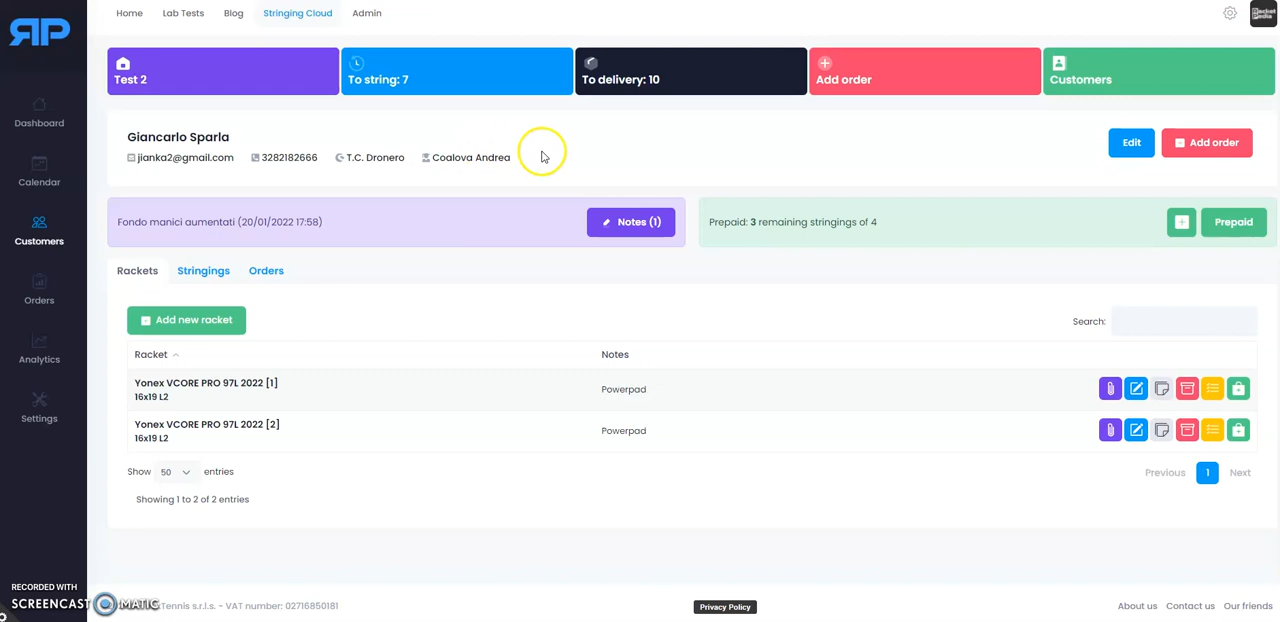 Home Lab Tests Blog Stringing Cloud Admin
RP
Test 2
To string: 7
To delivery: 10
Add order
Customers
Dashboard
Calendar
Customers
Orders
Analytics
Settings
Giancarlo Sparla
jianka2@gmail.com 3282182666 T.C. Dronero Coalova Andrea
Edit Add order
Fondo manici aumentati (20/01/2022 17:58) Notes (1)
Prepaid: 3 remaining stringings of 4 Prepaid
Rackets Stringings Orders
Add new racket Search:
Racket Notes
Yonex VCORE PRO 97L 2022 [1]
16x19 L2
Powerpad
Yonex VCORE PRO 97L 2022 [2]
16x19 L2
Powerpad
Show 50 entries Previous 1 Next
Showing 1 to 2 of 2 entries
RECORDED WITH
SCREENCAST MATIC
Tennis s.r.l.s. - VAT number: 02716850181 Privacy Policy About us Contact us Our friends